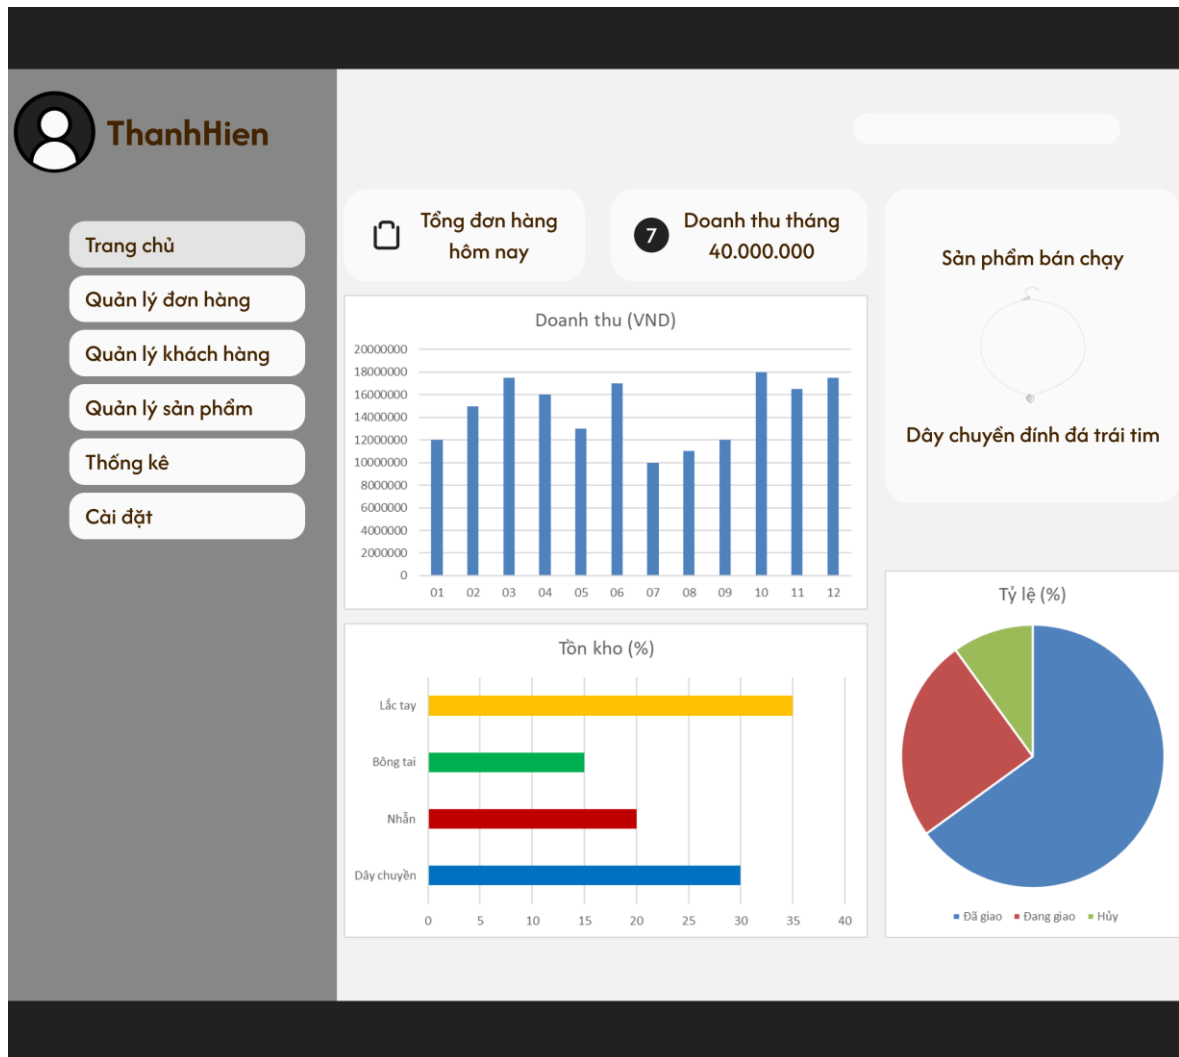 ThanhHien
Trang chủ
Quản lý đơn hàng
Quản lý khách hàng
Quản lý sản phẩm
Thống kê
Cài đặt
Tổng đơn hàng
hôm nay
7
Doanh thu tháng
40.000.000
Sản phẩm bán chạy
Dây chuyền đính đá trái tim
Doanh thu (VND)
20000000
18000000
16000000
14000000
12000000
10000000
8000000
6000000
4000000
2000000
0
01 02 03 04 05 06 07 08 09 10 11 12
Tồn kho (%)
Lắc tay
Bông tai
Nhẫn
Dây chuyền
0 5 10 15 20 25 30 35 40
Tỷ lệ (%)
Đã giao Đang giao Hủy